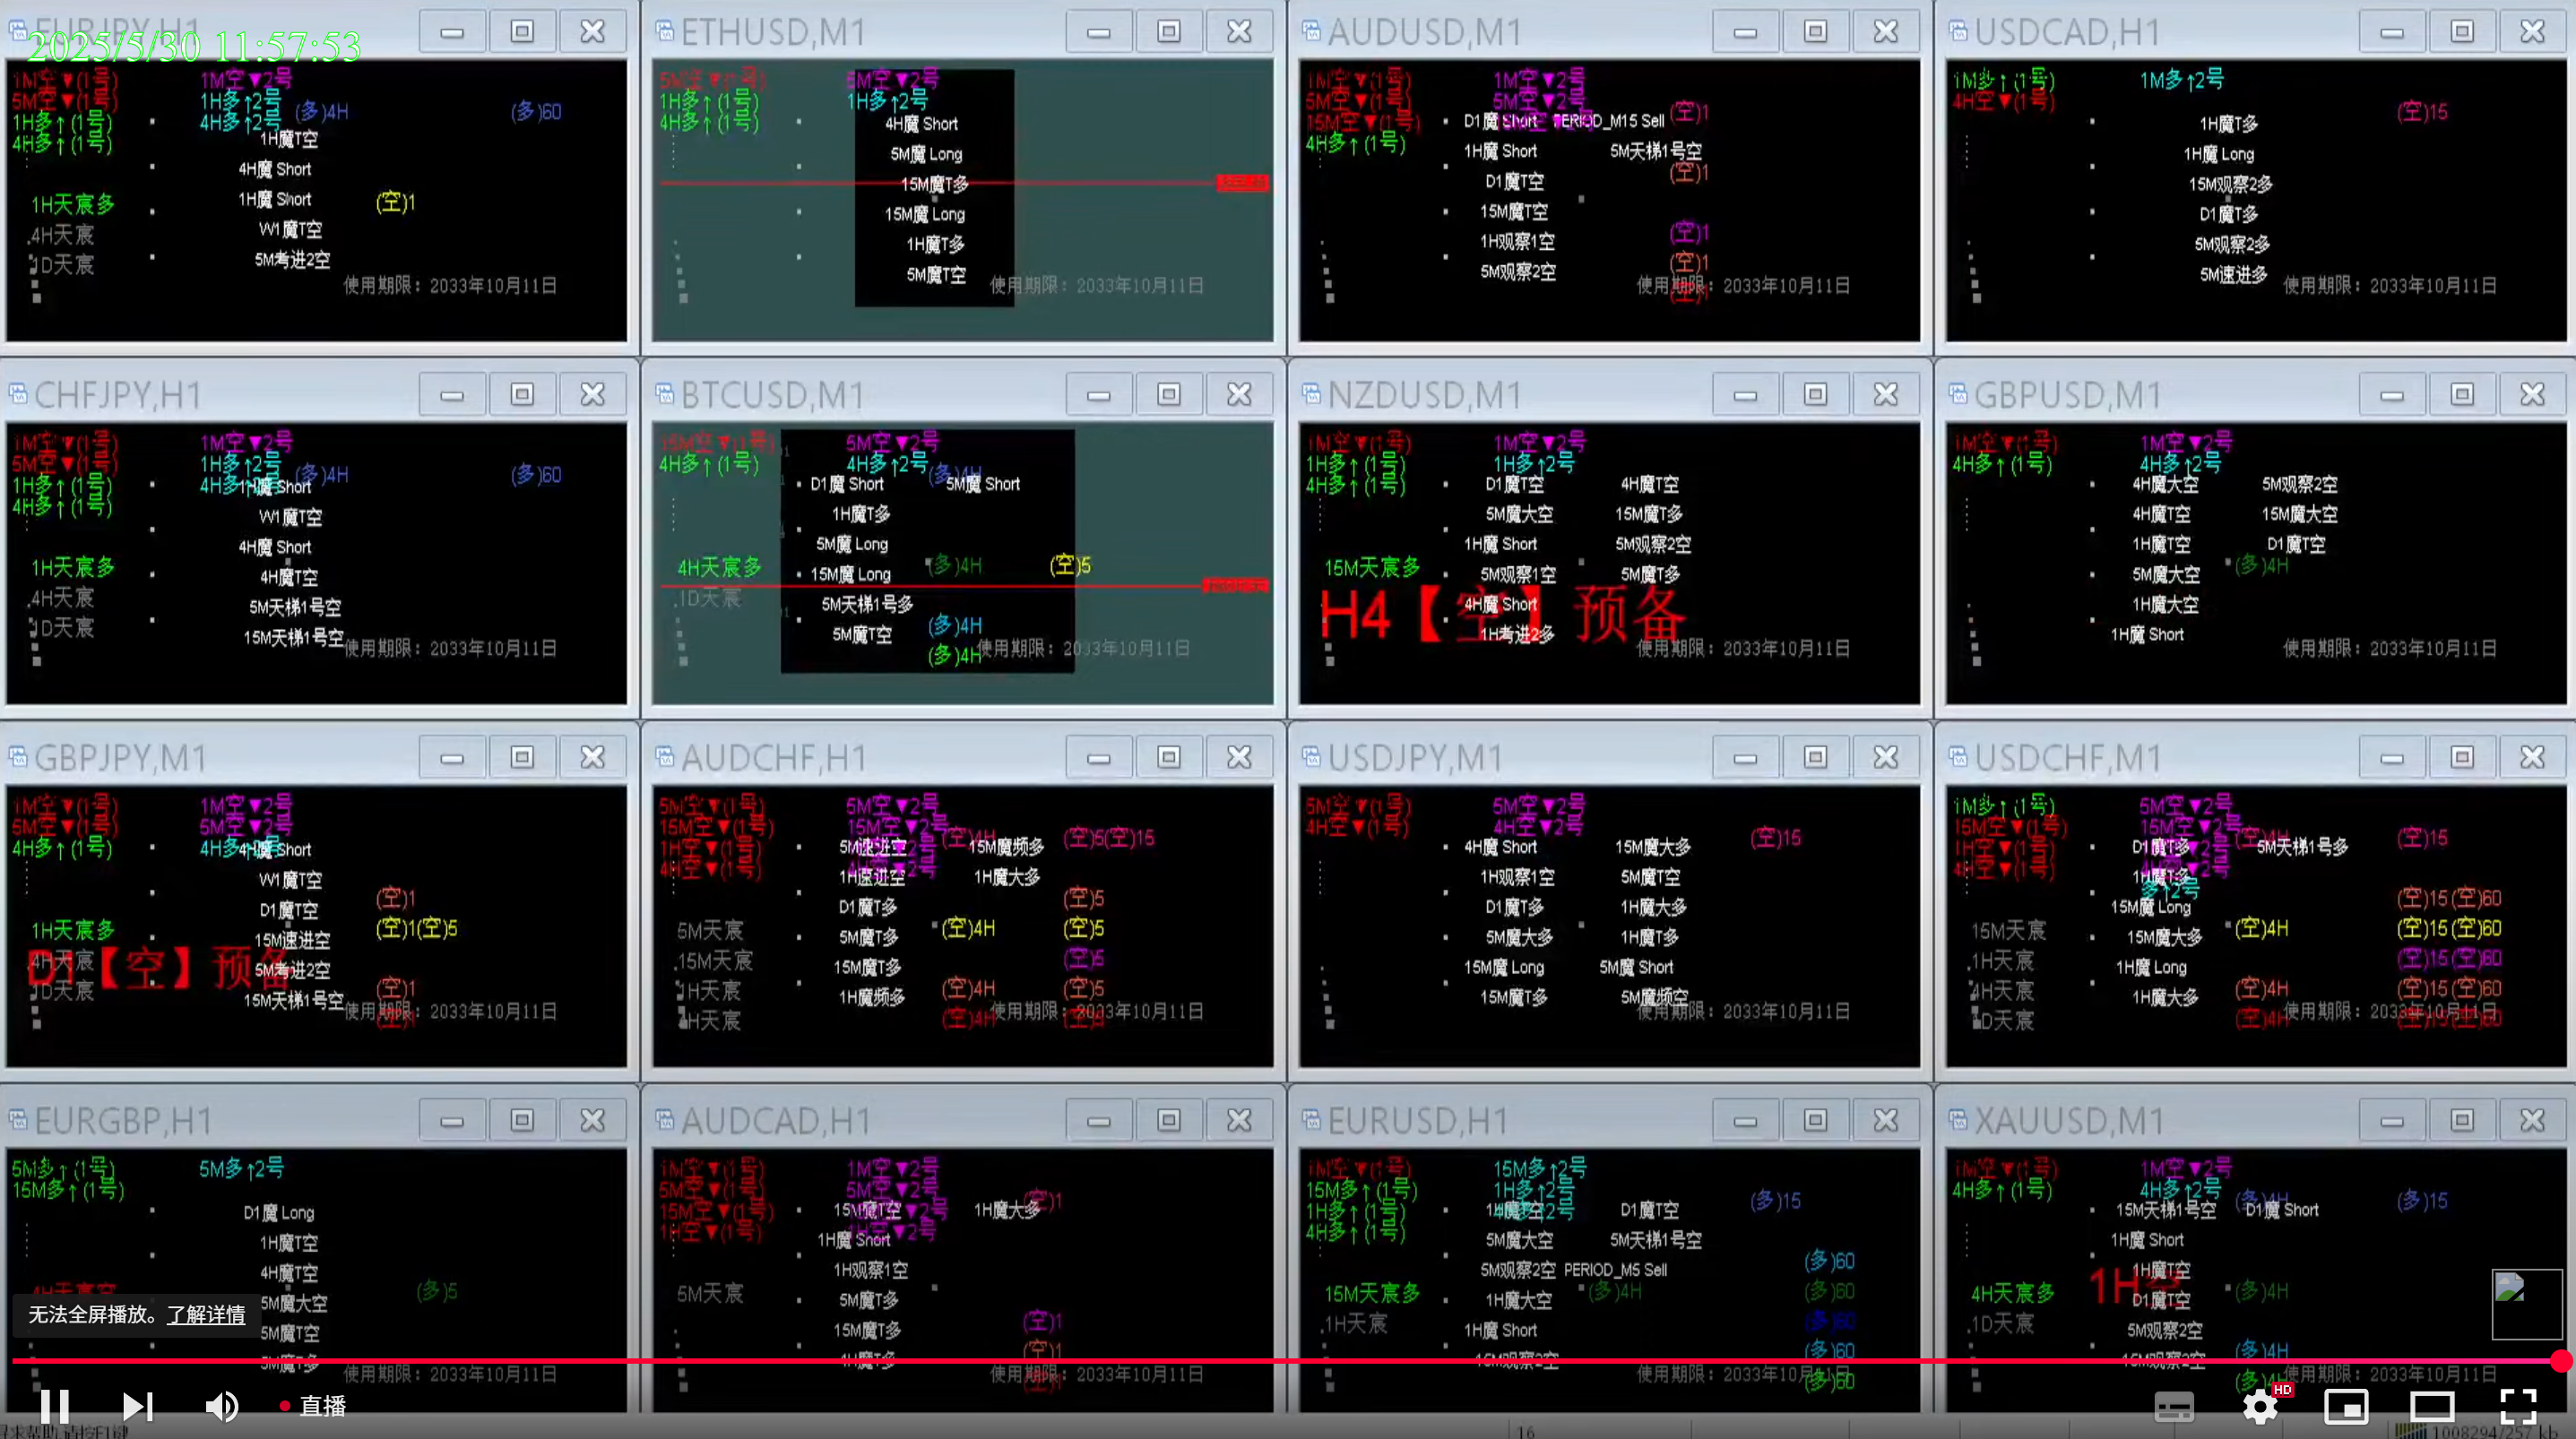 EURJPY,H1
2025/5/30 11:57:53
1M空▼(1号)
5M空▼(1号)
1H多↑(1号)
4H多↑(1号)
1M空▼2号
1H多↑2号
4H多↑2号
(多)4H
(多)60
1H魔T空
4H魔 Short
1H魔 Short
(空)1
W1魔T空
5M考进2空
1H天宸多
4H天宸
1D天宸
使用期限：2033年10月11日
ETHUSD,M1
5M空▼(1号)
1H多↑(1号)
4H多↑(1号)
5M空▼2号
1H多↑2号
4H魔 Short
5M魔 Long
15M魔T多
15M魔 Long
1H魔T多
5M魔T空
使用期限：2033年10月11日
AUDUSD,M1
1M空▼(1号)
5M空▼(1号)
15M空▼(1号)
4H多↑(1号)
1M空▼2号
5M空▼2号
(空)1
D1魔 Short
PERIOD_M15 Sell
1H魔 Short
5M天梯1号空
(空)1
D1魔T空
15M魔T空
1H观察1空
(空)1
5M观察2空
(空)1
使用期限：2033年10月11日
USDCAD,H1
1M多↑(1号)
4H空▼(1号)
1M多↑2号
(空)15
1H魔T多
1H魔 Long
15M观察2多
D1魔T多
5M观察2多
5M速进多
使用期限：2033年10月11日
CHFJPY,H1
1M空▼(1号)
5M空▼(1号)
1H多↑(1号)
4H多↑(1号)
1M空▼2号
1H多↑2号
4H多↑2号
(多)4H
(多)60
1H魔 Short
W1魔T空
4H魔 Short
4H魔T空
5M天梯1号空
15M天梯1号空
1H天宸多
4H天宸
1D天宸
使用期限：2033年10月11日
BTCUSD,M1
15M空▼(1号)
4H多↑(1号)
5M空▼2号
4H多↑2号
(多)4H
D1魔 Short
5M魔 Short
1H魔T多
5M魔 Long
15M魔 Long
(多)4H
(空)5
5M天梯1号多
5M魔T空
(多)4H
(多)4H
4H天宸多
1D天宸
使用期限：2033年10月11日
NZDUSD,M1
1M空▼(1号)
1H多↑(1号)
4H多↑(1号)
1M空▼2号
1H多↑2号
D1魔T空
4H魔T空
5M魔大空
15M魔T多
1H魔 Short
5M观察2空
5M观察1空
5M魔T多
4H魔 Short
1H考进2多
15M天宸多
H4【空】预备
使用期限：2033年10月11日
GBPUSD,M1
1M空▼(1号)
4H多↑(1号)
1M空▼2号
4H多↑2号
4H魔大空
5M观察2空
4H魔T空
15M魔大空
1H魔T空
D1魔T空
5M魔大空
(多)4H
1H魔大空
1H魔 Short
使用期限：2033年10月11日
GBPJPY,M1
1M空▼(1号)
5M空▼(1号)
4H多↑(1号)
1M空▼2号
5M空▼2号
4H多↑2号
4H魔 Short
W1魔T空
(空)1
D1魔T空
(空)1(空)5
15M速进空
5M考进2空
15M天梯1号空
(空)1
(空)1
1H天宸多
4H天宸
1D天宸
D1【空】预备
使用期限：2033年10月11日
AUDCHF,H1
5M空▼(1号)
15M空▼(1号)
1H空▼(1号)
4H空▼(1号)
5M空▼2号
15M空▼2号
(空)4H
(空)5(空)15
5M速进空
15M魔频多
1H速进空
1H魔大多
D1魔T多
(空)5
5M魔T多
(空)4H
(空)5
15M魔T多
(空)5
1H魔频多
(空)4H
(空)5
(空)4H
5M天宸
15M天宸
1H天宸
4H天宸
使用期限：2033年10月11日
USDJPY,M1
5M空▼(1号)
4H空▼(1号)
5M空▼2号
4H空▼2号
(空)15
4H魔 Short
15M魔大多
1H观察1空
5M魔T空
D1魔T多
1H魔大多
5M魔大多
1H魔T多
15M魔 Long
5M魔 Short
15M魔T多
5M魔频空
使用期限：2033年10月11日
USDCHF,M1
1M多↑(1号)
15M空▼(1号)
1H空▼(1号)
4H空▼(1号)
5M空▼2号
15M空▼2号
多↑2号
(空)4H
(空)15
D1魔T多
5M天梯1号多
1H魔T多
15M魔 Long
(空)15(空)60
15M魔大多
(空)4H
(空)15(空)60
1H魔 Long
(空)15(空)60
1H魔大多
(空)4H
(空)15(空)60
(空)4H
(空)15(空)60
15M天宸
1H天宸
4H天宸
1D天宸
使用期限：2033年10月11日
EURGBP,H1
5M多↑(1号)
15M多↑(1号)
5M多↑2号
D1魔 Long
1H魔T空
4H魔T空
5M魔大空
(多)5
5M魔T空
5M魔T多
4H天宸空
使用期限：2033年10月11日
AUDCAD,H1
1M空▼(1号)
5M空▼(1号)
15M空▼(1号)
1H空▼(1号)
1M空▼2号
5M空▼2号
(空)1
15M魔T空
1H魔大多
1H魔 Short
1H观察1空
5M魔T多
15M魔T多
4H魔T多
(空)1
(空)1
(空)1
5M天宸
使用期限：2033年10月11日
EURUSD,H1
1M空▼(1号)
15M多↑(1号)
1H多↑(1号)
4H多↑(1号)
15M多↑2号
1H多↑2号
(多)15
D1魔T空
5M魔大空
5M天梯1号空
5M观察2空
PERIOD_M5 Sell
(多)60
1H魔大空
(多)4H
(多)60
1H魔 Short
(多)60
15M观察2空
(多)60
(多)60
15M天宸多
1H天宸
使用期限：2033年10月11日
XAUUSD,M1
1M空▼(1号)
4H多↑(1号)
1M空▼2号
4H多↑2号
(多)4H
(多)15
15M天梯1号空
D1魔 Short
1H魔 Short
1H魔T空
D1魔T空
(多)4H
5M观察2空
15M观察2空
(多)4H
(多)4H
4H天宸多
1D天宸
使用期限：2033年10月11日
无法全屏播放。了解详情
直播
HD
16
1008294/257 kb